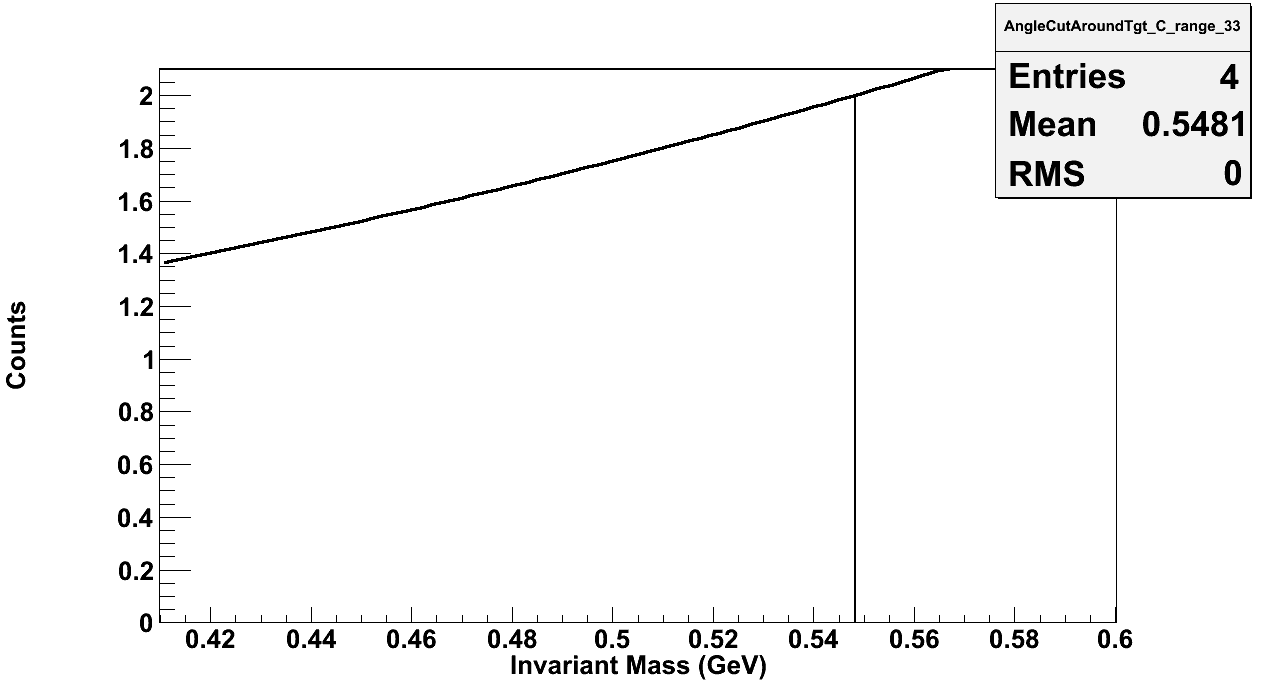 AngleCutAroundTgt_C_range_33
Entries 4
Mean 0.5481
RMS 0
2
1.8
1.6
1.4
1.2
1
0.8
0.6
0.4
0.2
0
Counts
0.42 0.44 0.46 0.48 0.5 0.52 0.54 0.56 0.58 0.6
Invariant Mass (GeV)